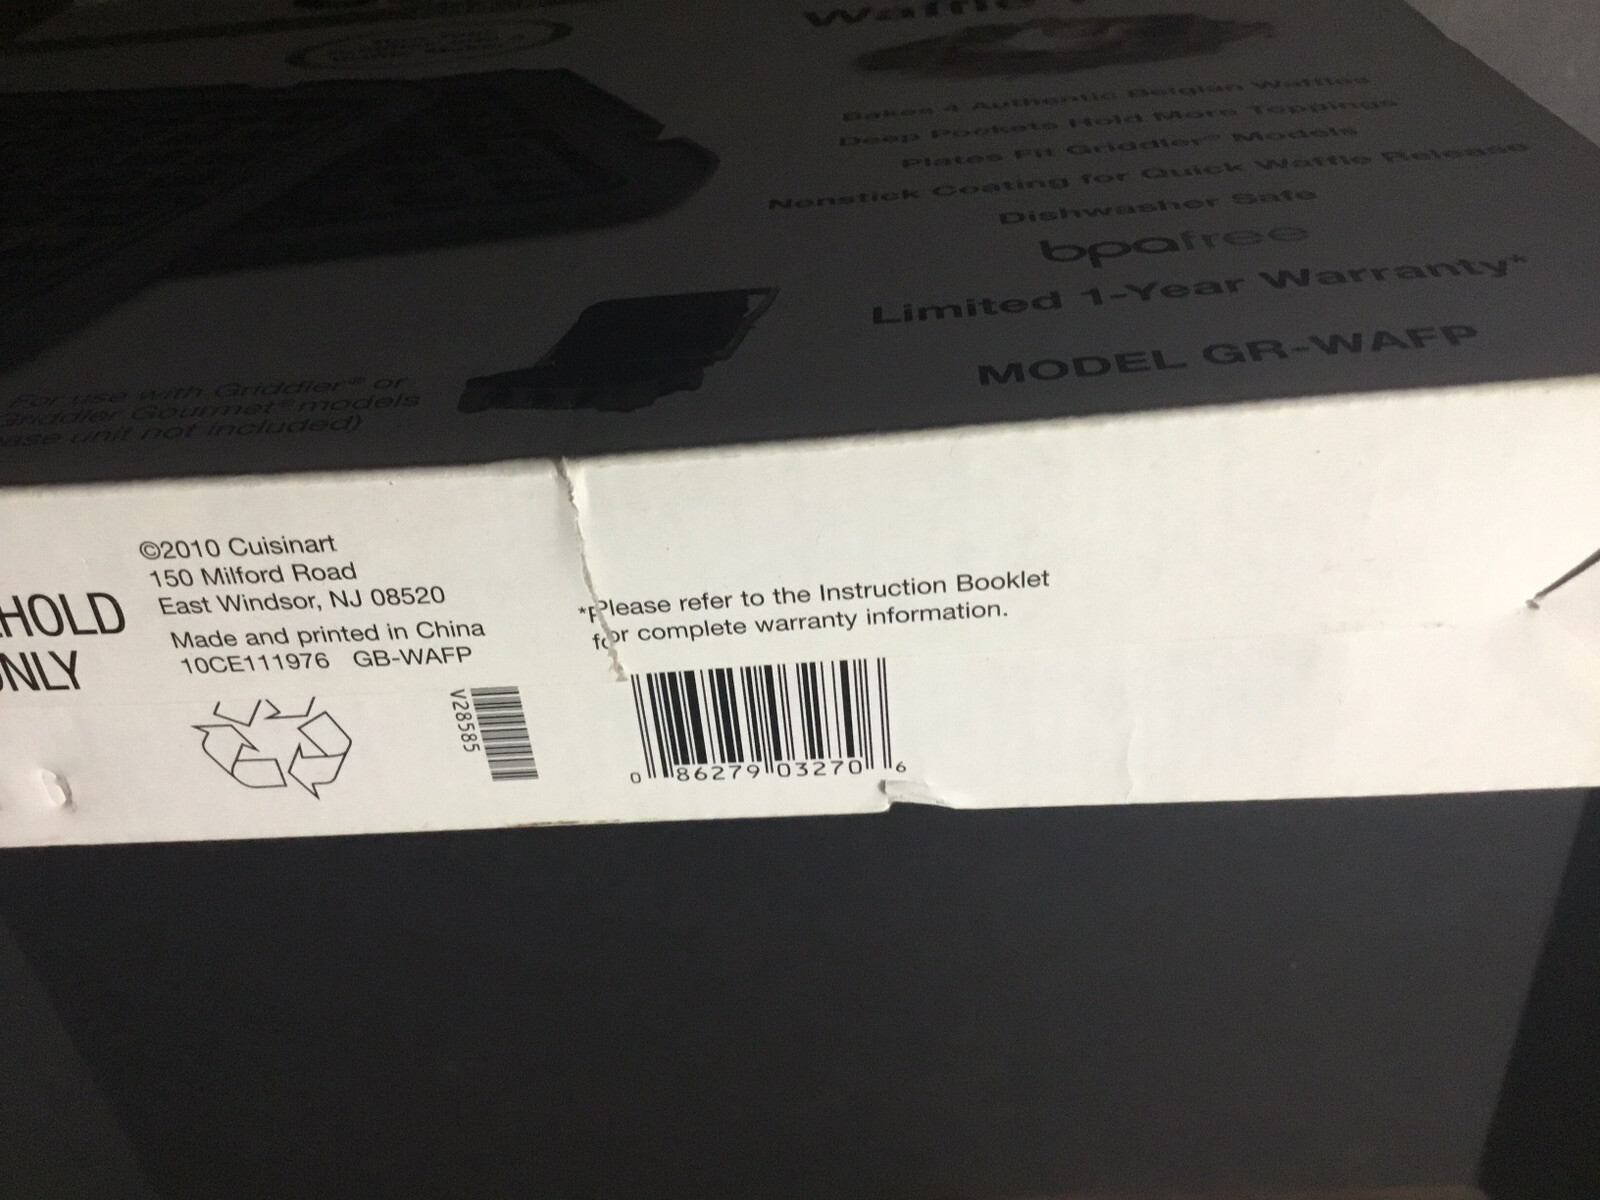 Waffle
Bakes 4 Authentic Belgian Waffles
Deep Pockets Hold More Toppings
Plates Fit Griddler® Models
Nonstick Coating for Quick Waffle Release
Dishwasher Safe
bpafree
Limited 1-Year Warranty*
MODEL GR-WAFP
For use with Griddler® or
Griddler Gourmet® models
ase unit not included)
HOLD
ONLY
©2010 Cuisinart
150 Milford Road
East Windsor, NJ 08520
Made and printed in China
10CE111976 GB-WAFP
V28585
*Please refer to the Instruction Booklet
for complete warranty information.
0 86279 03270 6